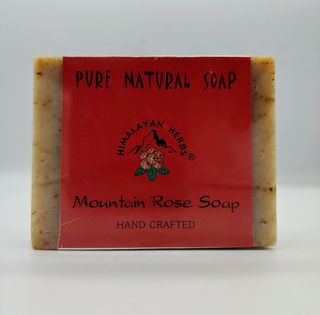 PURE NATURAL SOAP
HIMALAYAN HERBS®
Mountain Rose Soap
HAND CRAFTED